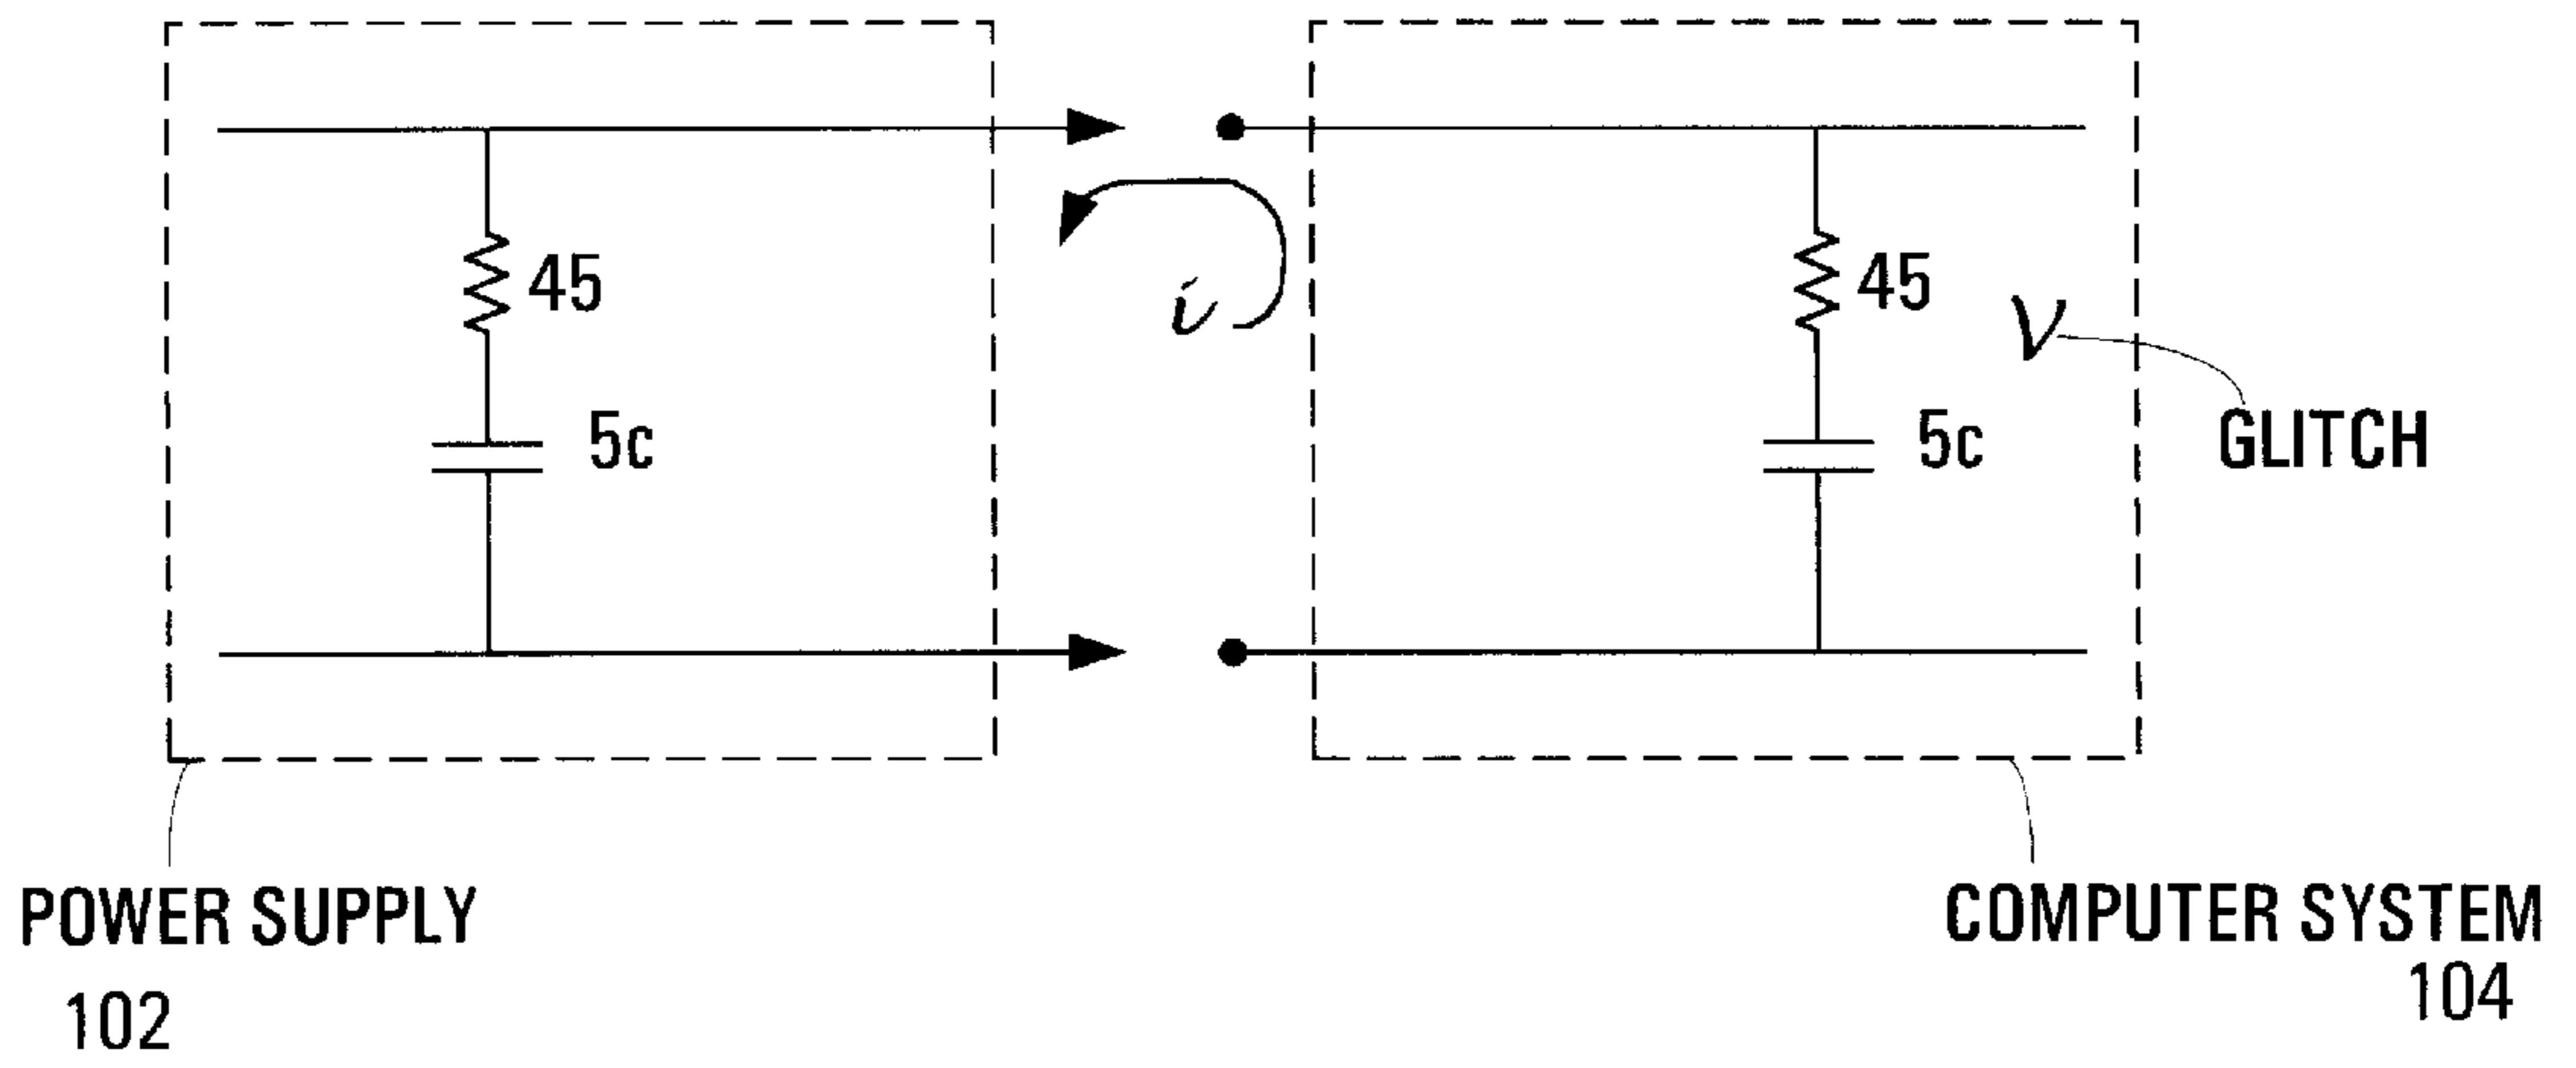 45
5c
i
45
5c
V
GLITCH
POWER SUPPLY
102
COMPUTER SYSTEM
104